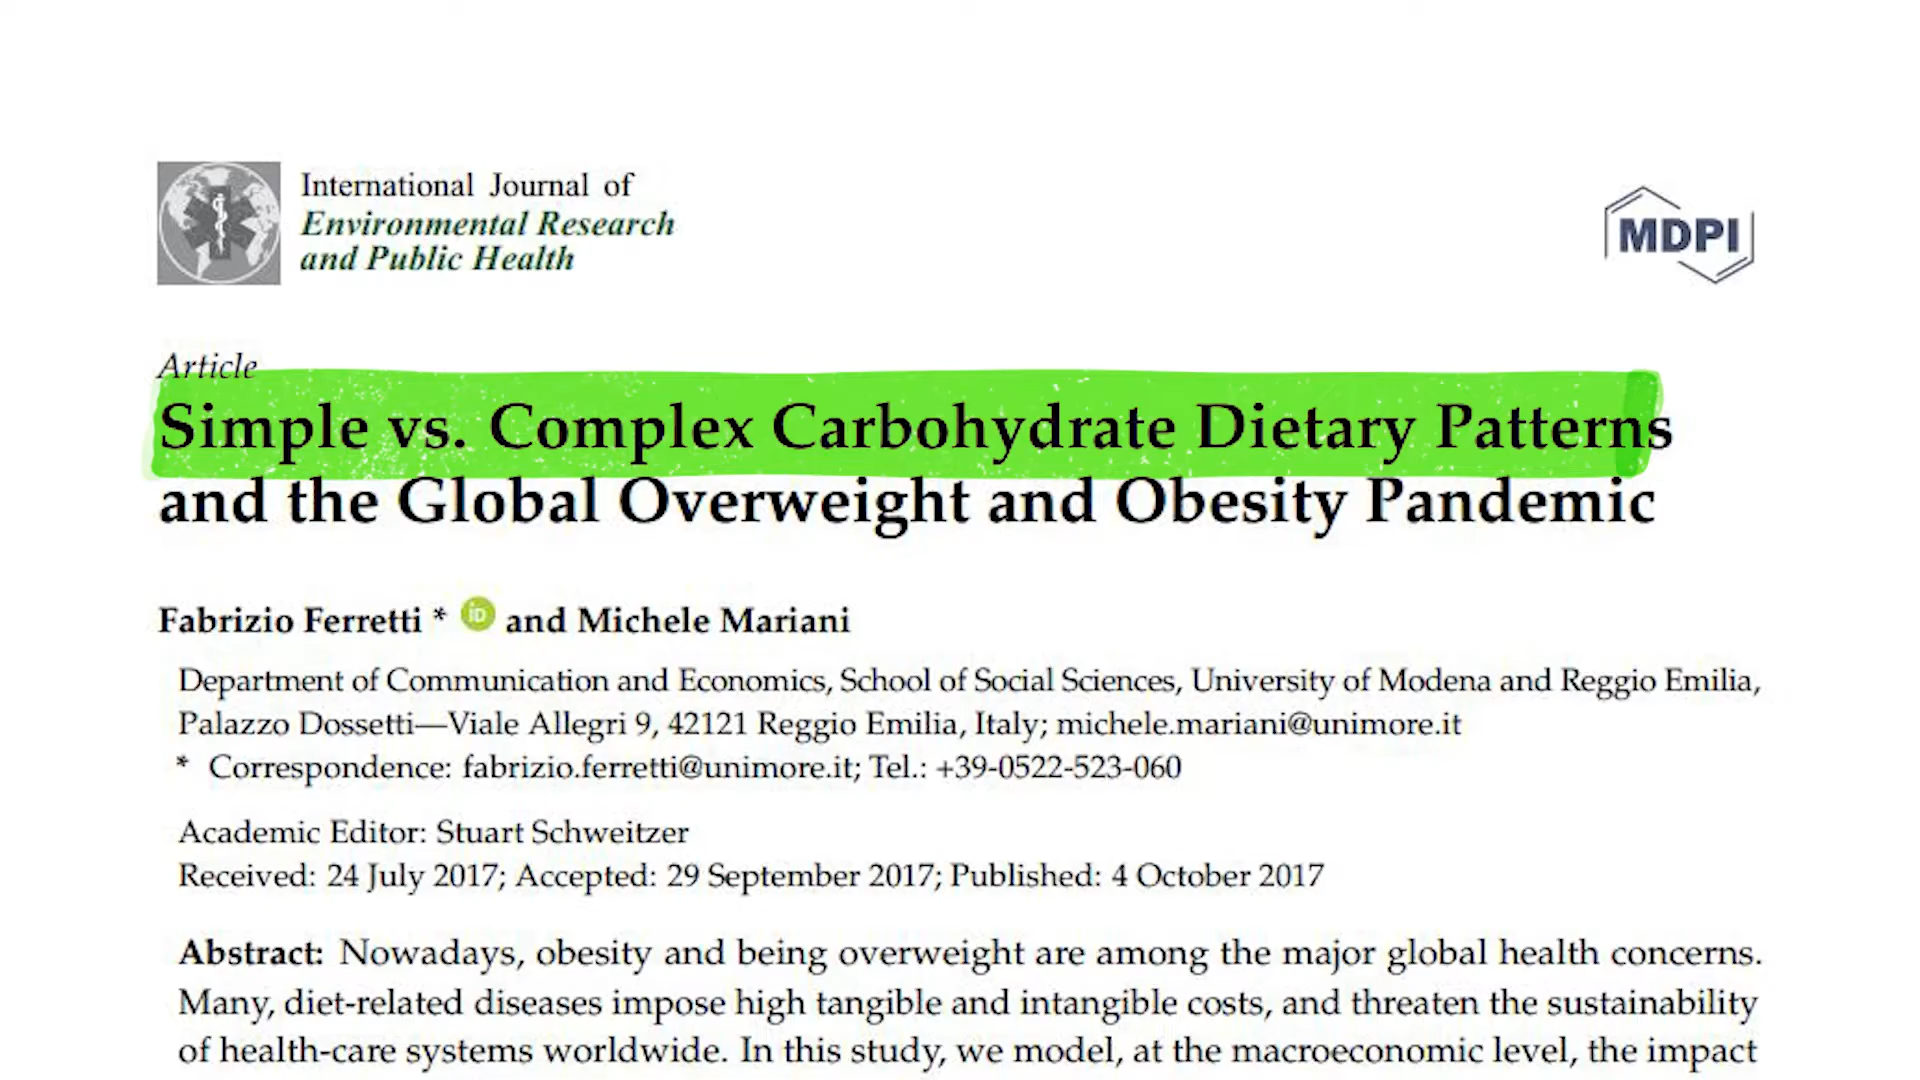 International Journal of
Environmental Research
and Public Health
MDPI
Article
Simple vs. Complex Carbohydrate Dietary Patterns
and the Global Overweight and Obesity Pandemic
Fabrizio Ferretti * iD and Michele Mariani
Department of Communication and Economics, School of Social Sciences, University of Modena and Reggio Emilia,
Palazzo Dossetti—Viale Allegri 9, 42121 Reggio Emilia, Italy; michele.mariani@unimore.it
* Correspondence: fabrizio.ferretti@unimore.it; Tel.: +39-0522-523-060
Academic Editor: Stuart Schweitzer
Received: 24 July 2017; Accepted: 29 September 2017; Published: 4 October 2017
Abstract: Nowadays, obesity and being overweight are among the major global health concerns.
Many, diet-related diseases impose high tangible and intangible costs, and threaten the sustainability
of health-care systems worldwide. In this study, we model, at the macroeconomic level, the impact